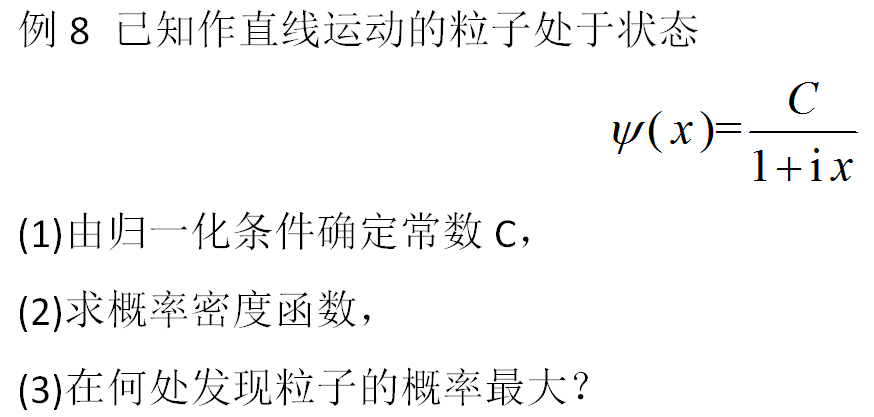 例 8 已知作直线运动的粒子处于状态
ψ(x)=C/(1+ix)
(1)由归一化条件确定常数 C，
(2)求概率密度函数，
(3)在何处发现粒子的概率最大？